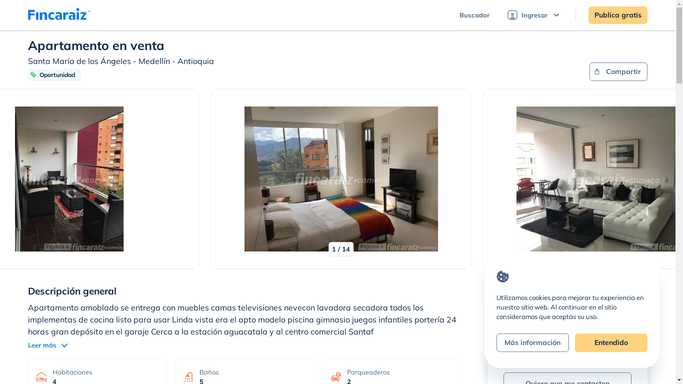 Fincaraiz
Buscador
Ingresar
Publica gratis
Apartamento en venta
Santa María de los Ángeles - Medellín - Antioquia
Oportunidad
Compartir
fincaraiz
fincaraiz
fincaraiz
1 / 14
Descripción general
Apartamento amoblado se entrega con muebles camas televisiones nevecon lavadora secadora todos los
implementos de cocina listo para usar Linda vista era el apto modelo piscina gimnasio juegos infantiles portería 24
horas gran depósito en el garaje Cerca a la estación aguacatala y al centro comercial Santaf
Leer más
Habitaciones
4
Baños
5
Parqueaderos
2
Utilizamos cookies para mejorar tu experiencia en
nuestro sitio web. Al continuar en el sitio
consideramos que aceptas su uso.
Más información
Entendido
Quiero que me contacten